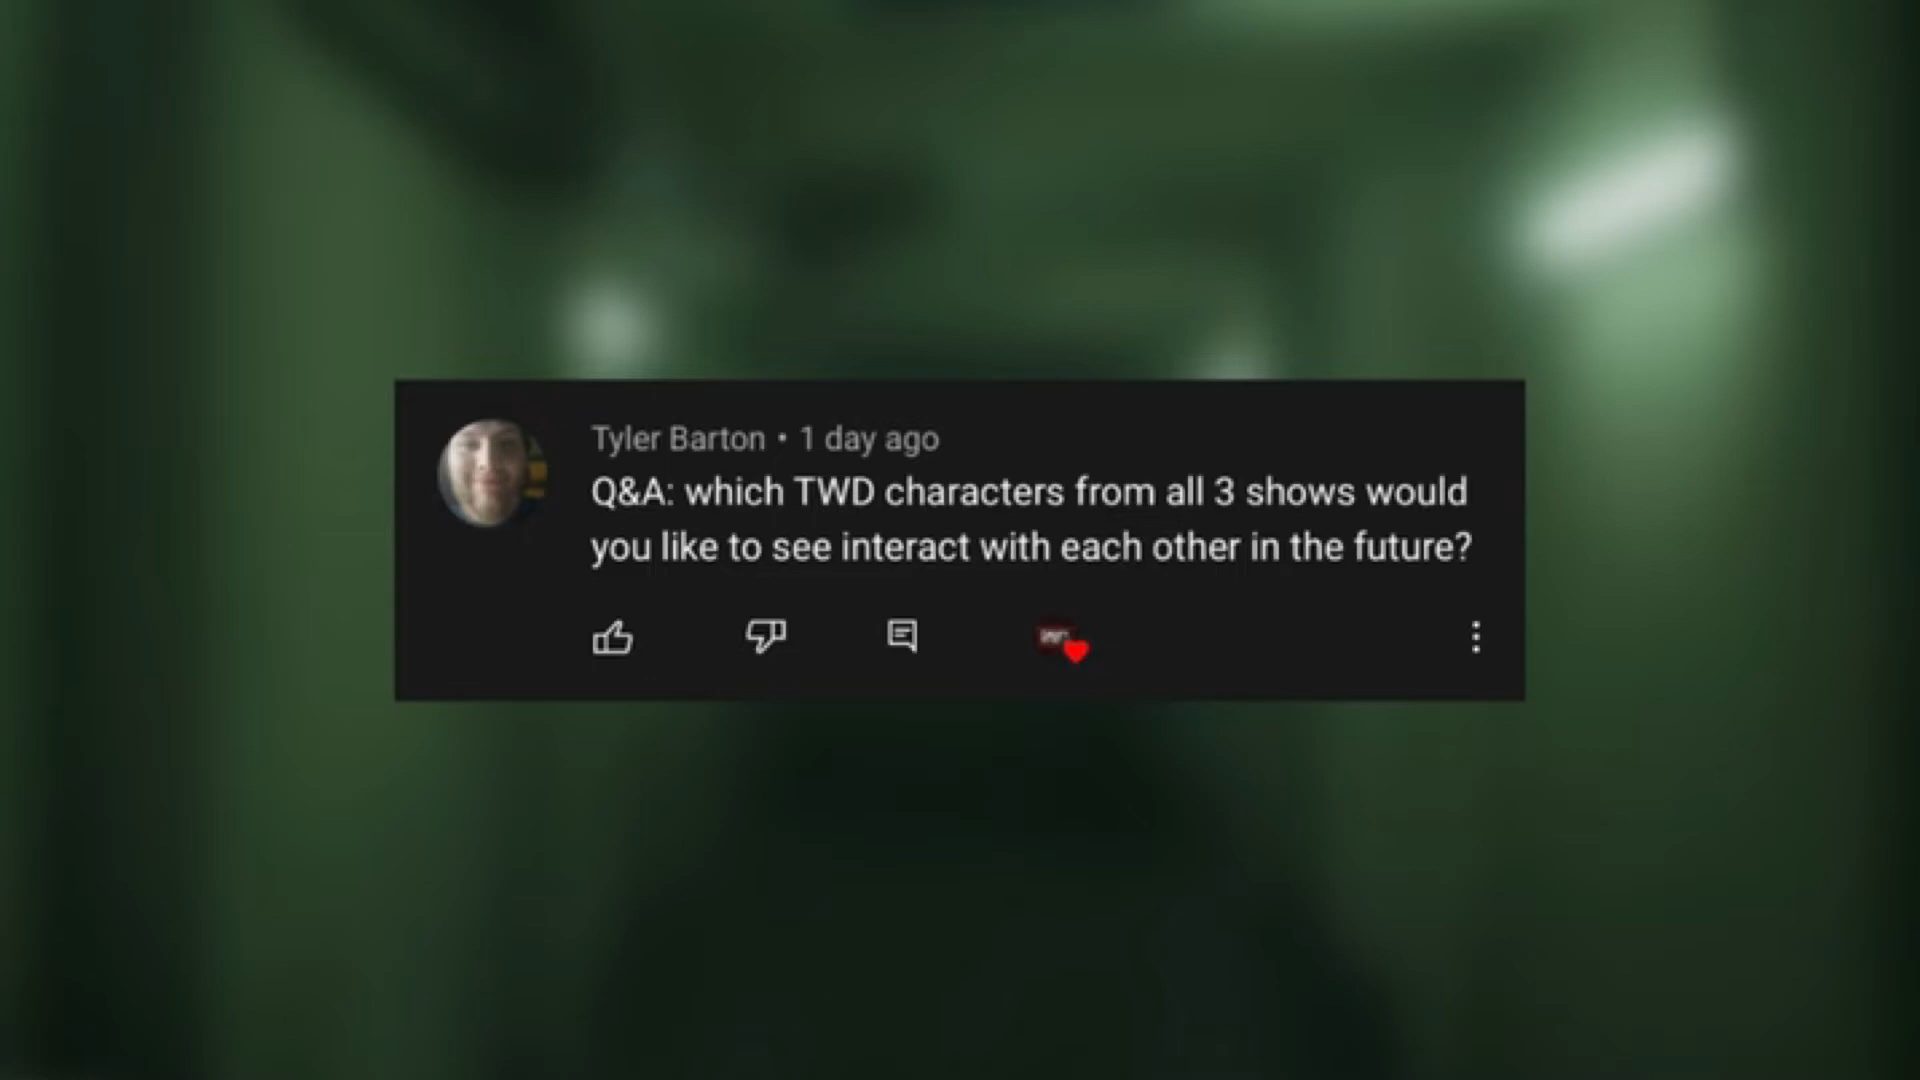 Tyler Barton • 1 day ago
Q&A: which TWD characters from all 3 shows would
you like to see interact with each other in the future?